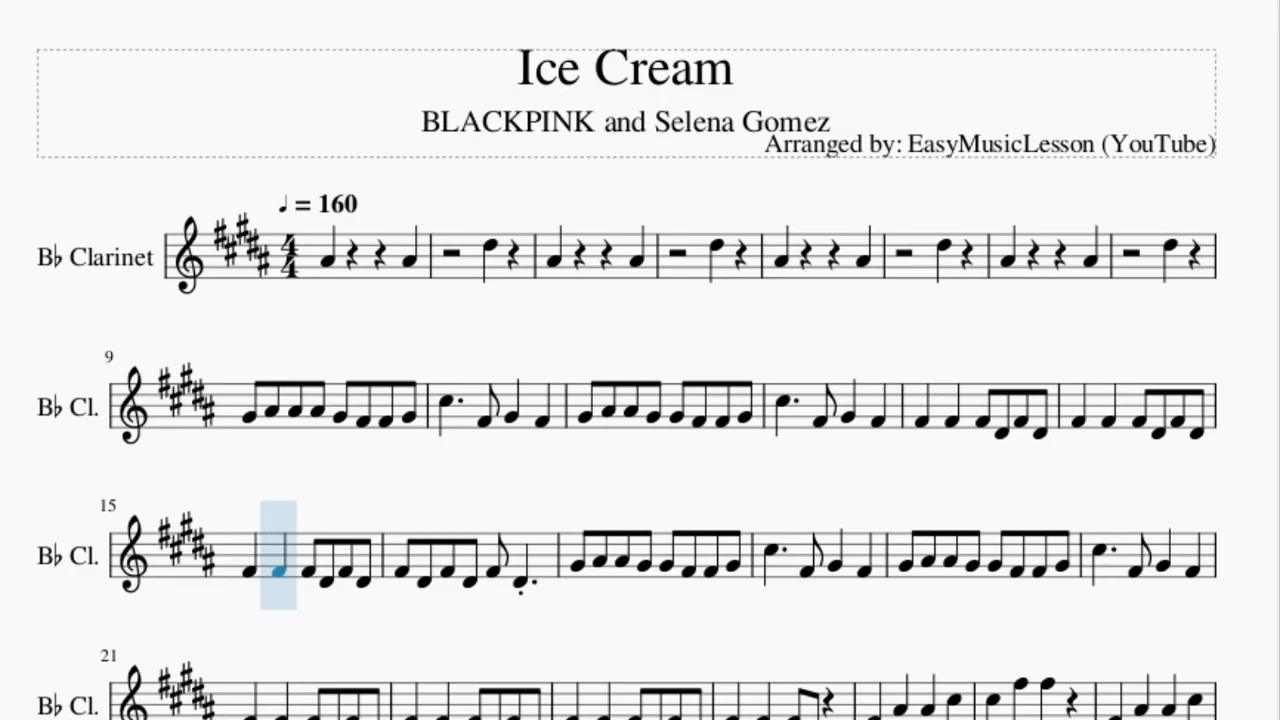 Ice Cream
BLACKPINK and Selena Gomez
Arranged by: EasyMusicLesson (YouTube)
♩ = 160
B♭ Clarinet
4
4
9
B♭ Cl.
15
B♭ Cl.
21
B♭ Cl.